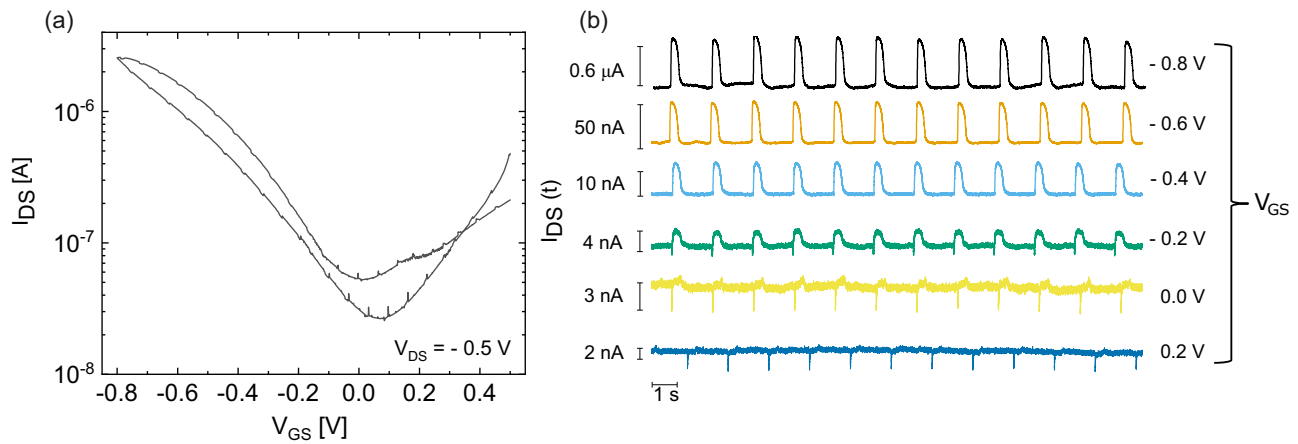 (a)
10⁻⁶
10⁻⁷
10⁻⁸
I_DS [A]
-0.8 -0.6 -0.4 -0.2 0.0 0.2 0.4
V_GS [V]
V_DS = - 0.5 V
(b)
I_DS (t)
0.6 µA
- 0.8 V
50 nA
- 0.6 V
10 nA
- 0.4 V
4 nA
- 0.2 V
3 nA
0.0 V
2 nA
0.2 V
1 s
V_GS